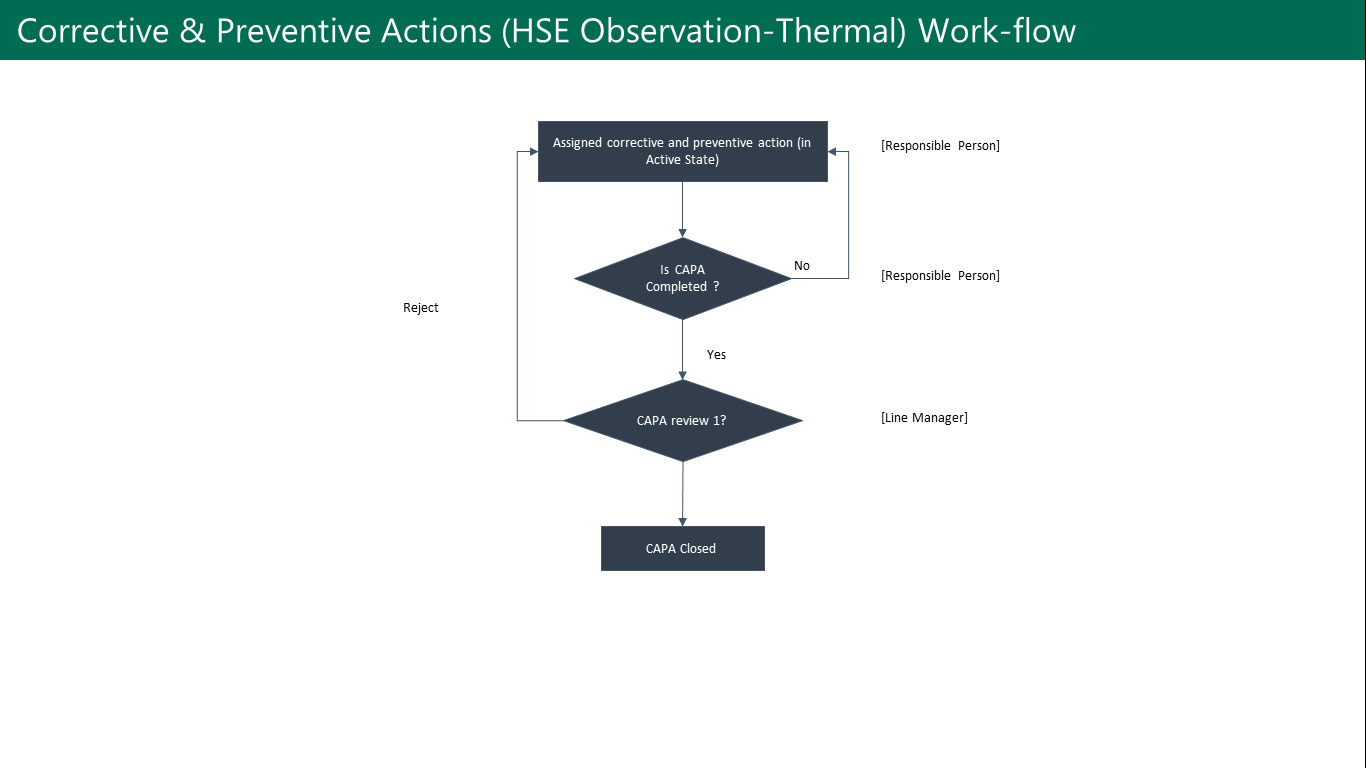 Corrective & Preventive Actions (HSE Observation-Thermal) Work-flow
Assigned corrective and preventive action (in
Active State)
[Responsible Person]
Is CAPA
Completed ?
No
[Responsible Person]
Reject
Yes
CAPA review 1?
[Line Manager]
CAPA Closed